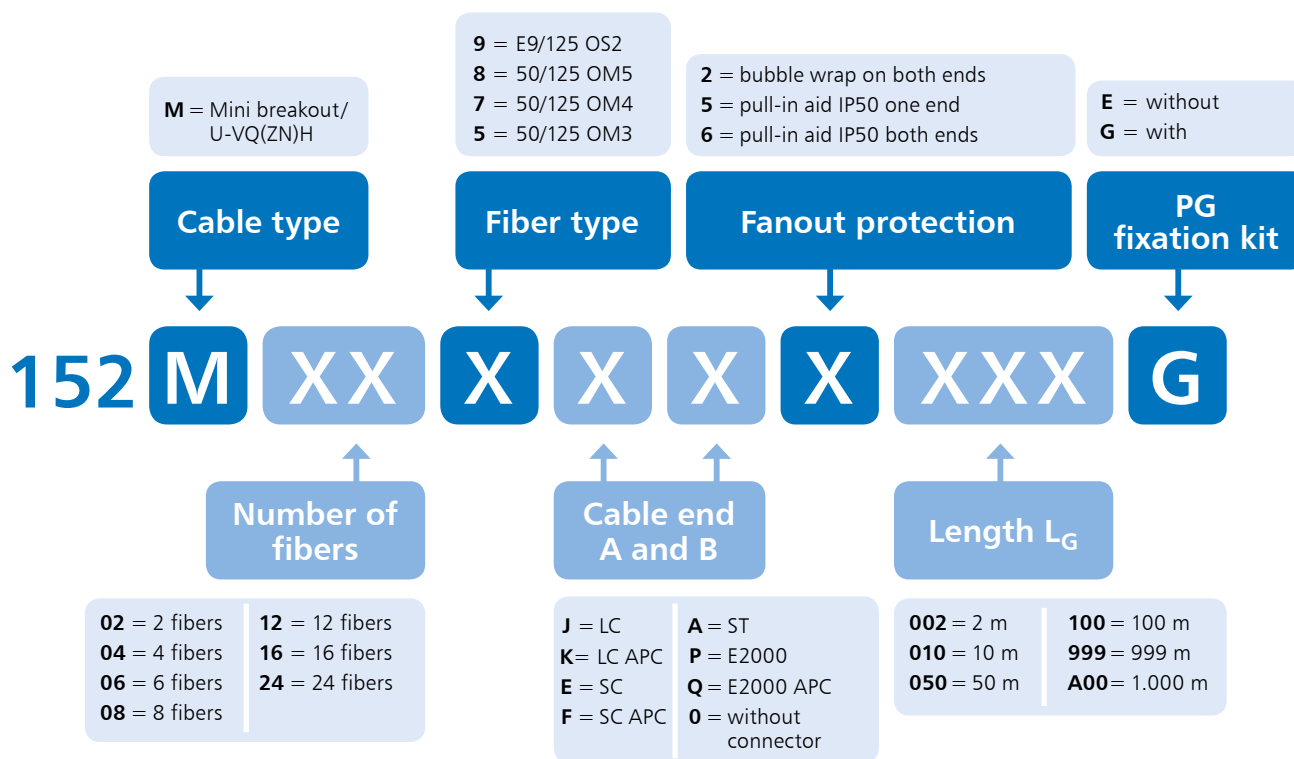 M = Mini breakout/
U-VQ(ZN)H
9 = E9/125 OS2
8 = 50/125 OM5
7 = 50/125 OM4
5 = 50/125 OM3
2 = bubble wrap on both ends
5 = pull-in aid IP50 one end
6 = pull-in aid IP50 both ends
E = without
G = with
Cable type
Fiber type
Fanout protection
PG
fixation kit
152 M XX X X X X XXX G
Number of
fibers
Cable end
A and B
Length LG
02 = 2 fibers
04 = 4 fibers
06 = 6 fibers
08 = 8 fibers
12 = 12 fibers
16 = 16 fibers
24 = 24 fibers
J = LC
K= LC APC
E = SC
F = SC APC
A = ST
P = E2000
Q = E2000 APC
0 = without
connector
002 = 2 m
010 = 10 m
050 = 50 m
100 = 100 m
999 = 999 m
A00 = 1.000 m